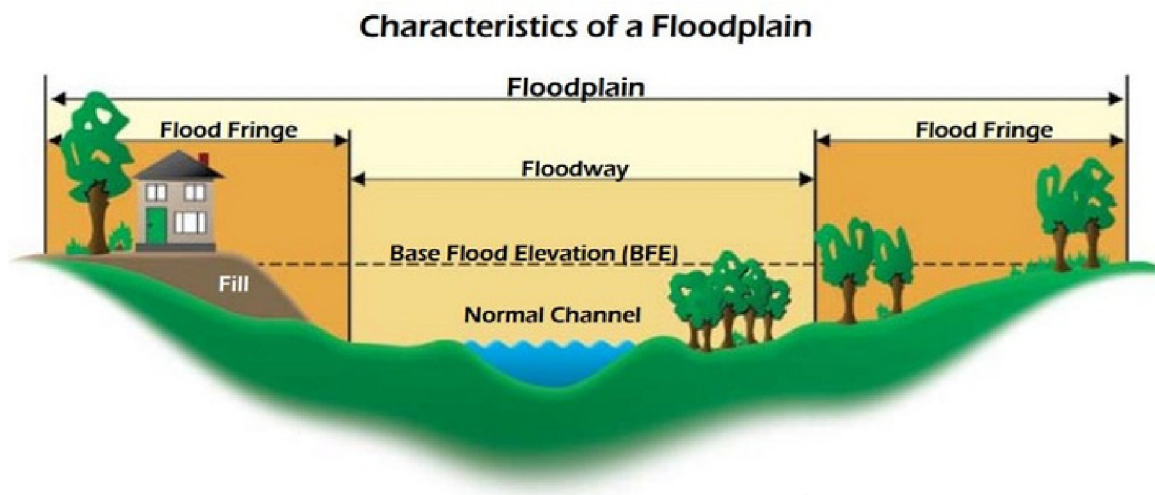 Characteristics of a Floodplain
Floodplain
Flood Fringe
Flood Fringe
Floodway
Base Flood Elevation (BFE)
Fill
Normal Channel